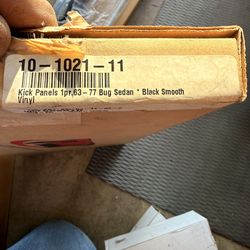 10-1021-11
Kick Panels 1pr,63-77 Bug Sedan * Black Smooth
Vinyl